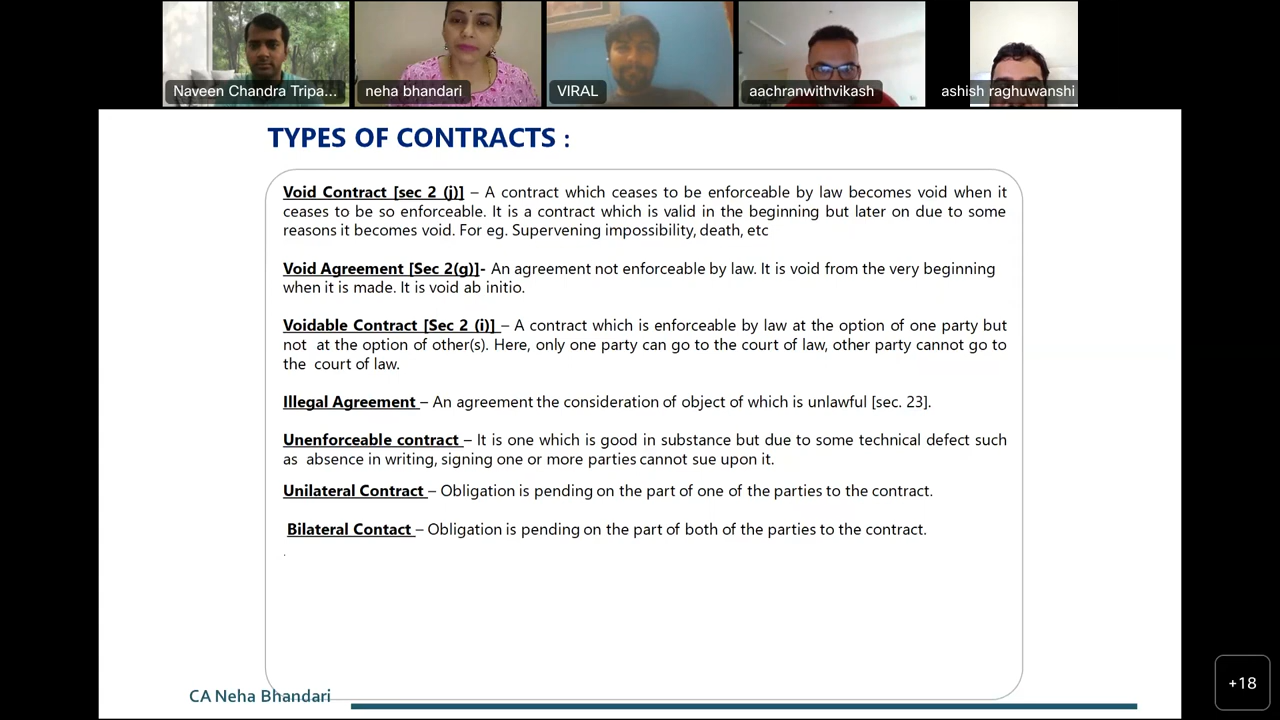 Naveen Chandra Tripa...
neha bhandari
VIRAL
aachranwithvikash
ashish raghuwanshi
TYPES OF CONTRACTS :
Void Contract [sec 2 (j)] – A contract which ceases to be enforceable by law becomes void when it
ceases to be so enforceable. It is a contract which is valid in the beginning but later on due to some
reasons it becomes void. For eg. Supervening impossibility, death, etc
Void Agreement [Sec 2(g)]- An agreement not enforceable by law. It is void from the very beginning
when it is made. It is void ab initio.
Voidable Contract [Sec 2 (i)] – A contract which is enforceable by law at the option of one party but
not at the option of other(s). Here, only one party can go to the court of law, other party cannot go to
the court of law.
Illegal Agreement – An agreement the consideration of object of which is unlawful [sec. 23].
Unenforceable contract – It is one which is good in substance but due to some technical defect such
as absence in writing, signing one or more parties cannot sue upon it.
Unilateral Contract – Obligation is pending on the part of one of the parties to the contract.
Bilateral Contact – Obligation is pending on the part of both of the parties to the contract.
.
CA Neha Bhandari
+18